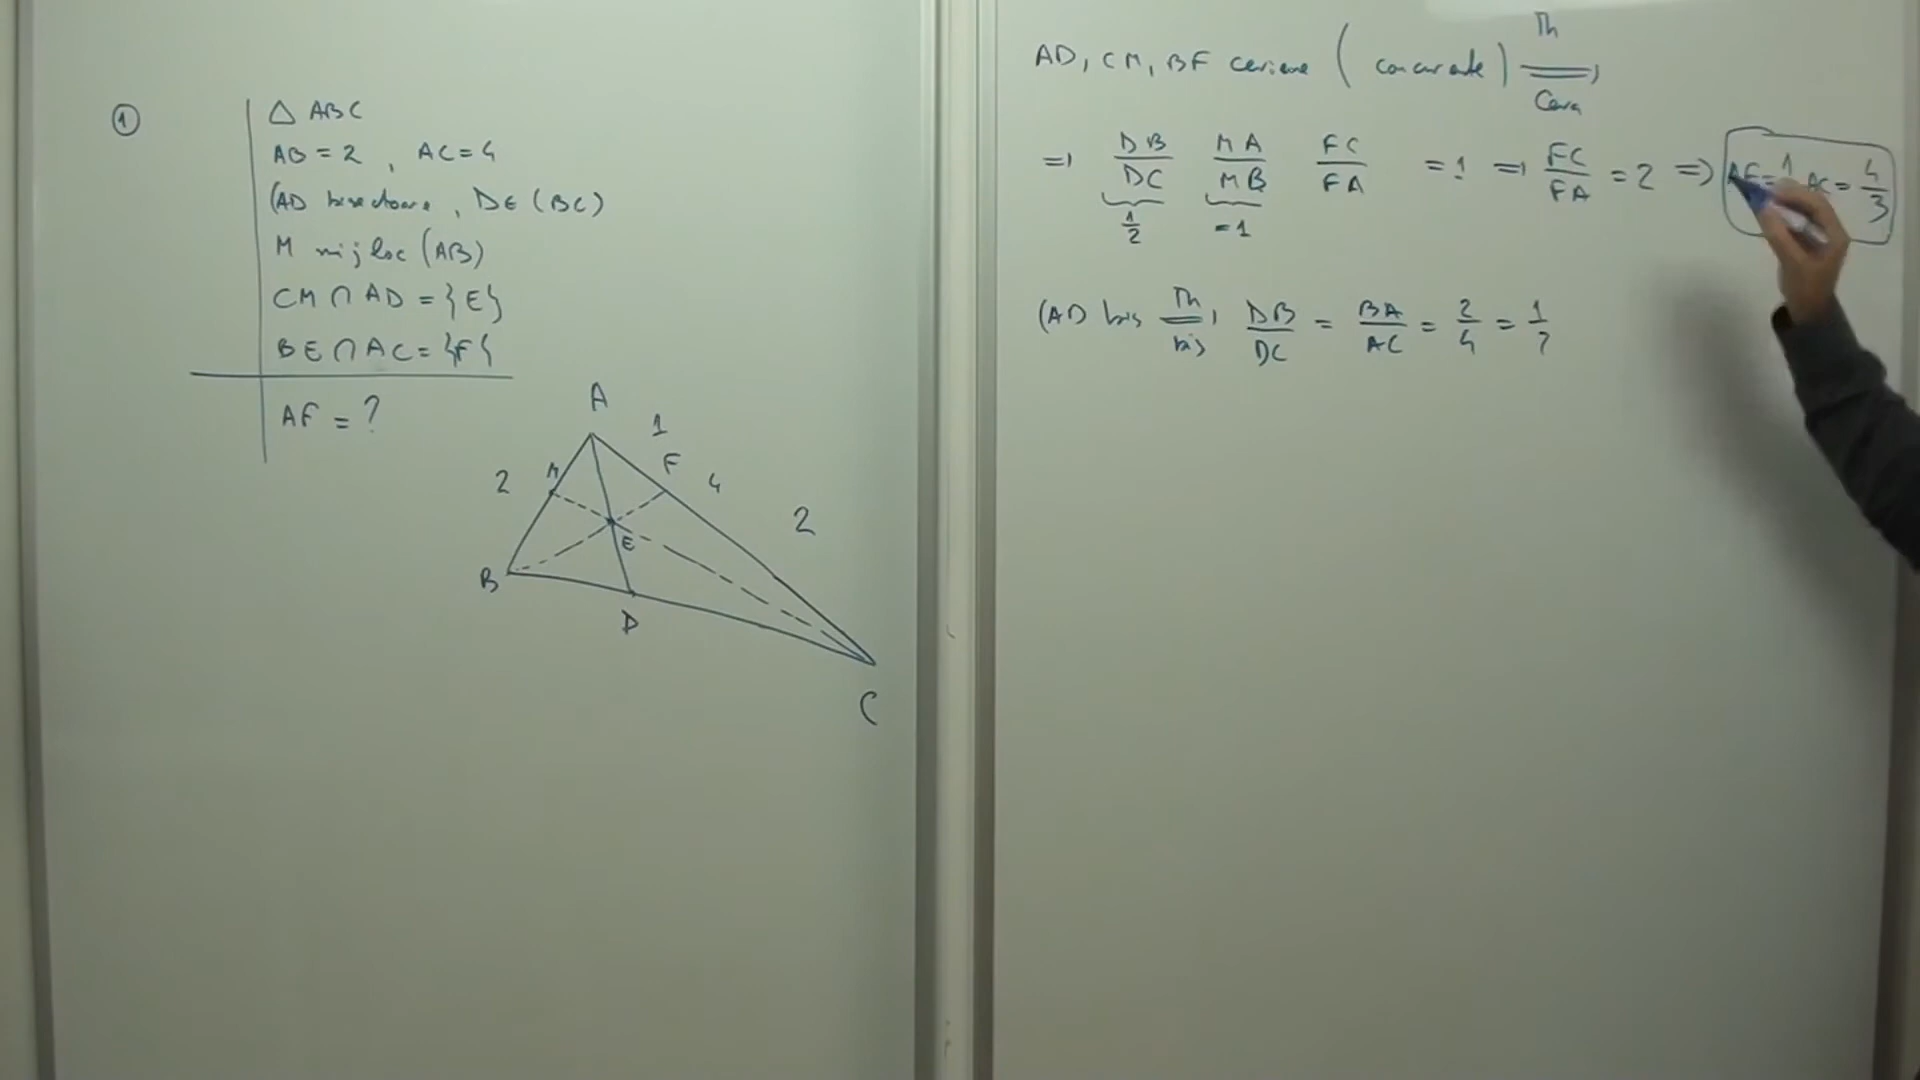 ①
△ ABC
AB = 2 , AC = 4
(AD bisectoare , D∈ (BC)
M mijloc (AB)
CM ∩ AD = {E}
BE ∩ AC = {F}
AF = ?
A
1
F
2 M 4
2
E
B
D
C
AD, CM, BF ceviene ( concurente) Th Ceva ⟹
⟹ DB/DC MA/MB FC/FA = 1 ⟹ FC/FA = 2 ⟹ AF = 1 AC = 4/3
1/2 = 1
(AD bis Th bis ⟹ DB/DC = BA/AC = 2/4 = 1/2